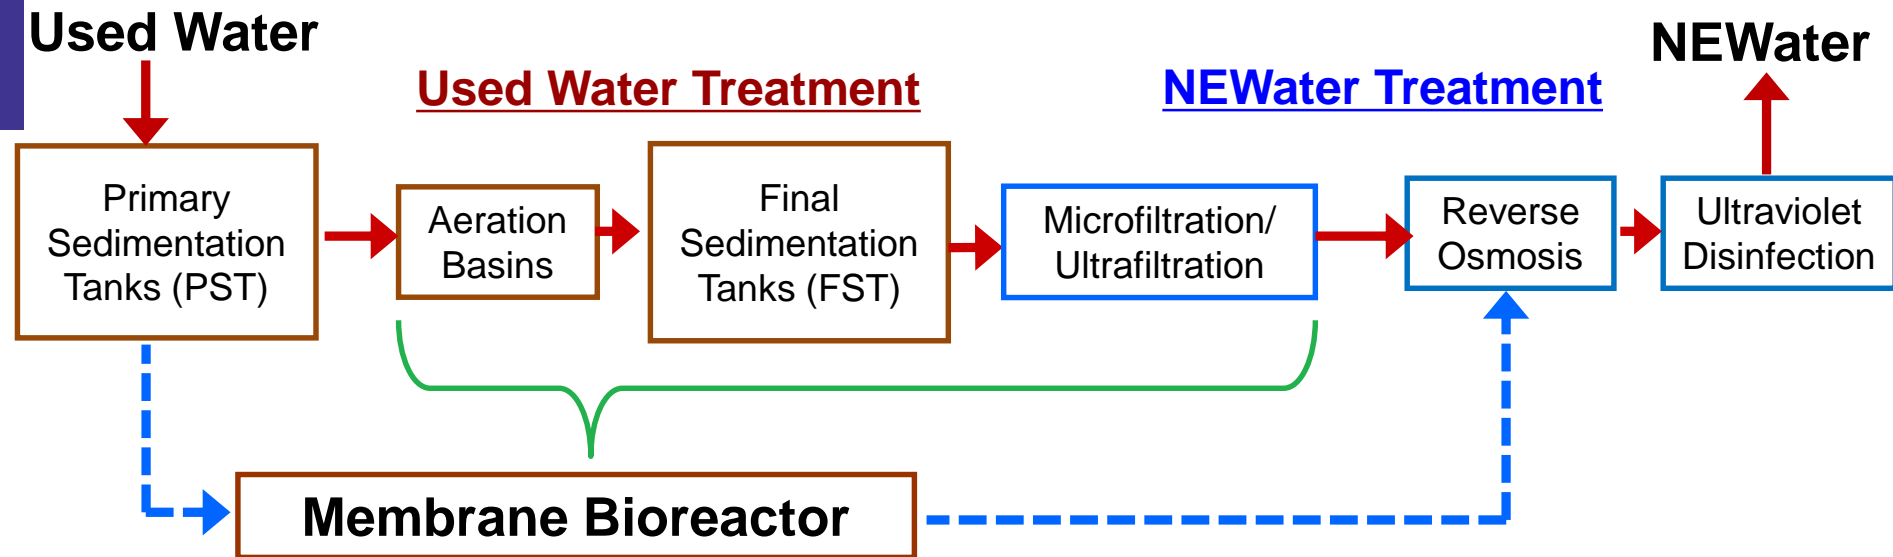 Used Water
NEWater
Used Water Treatment
NEWater Treatment
Primary
Sedimentation
Tanks (PST)
Aeration
Basins
Final
Sedimentation
Tanks (FST)
Microfiltration/
Ultrafiltration
Reverse
Osmosis
Ultraviolet
Disinfection
Membrane Bioreactor